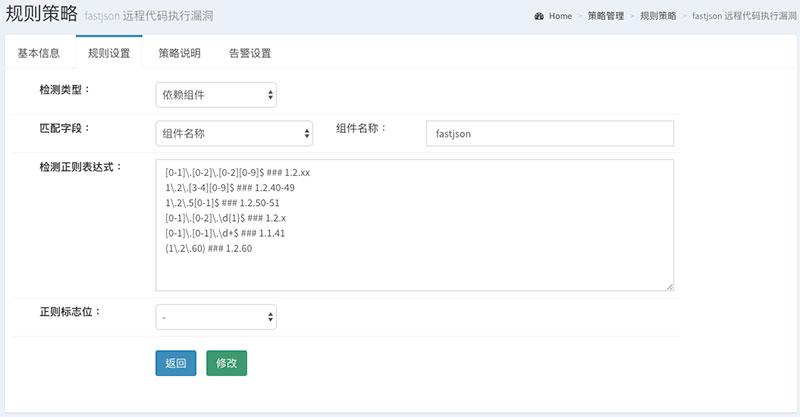 规则策略 fastjson 远程代码执行漏洞
Home > 策略管理 > 规则策略 > fastjson 远程代码执行漏洞
基本信息 规则设置 策略说明 告警设置
检测类型： 依赖组件
匹配字段： 组件名称 组件名称： fastjson
检测正则表达式： [0-1]\.[0-2]\.[0-2][0-9]$ ### 1.2.xx
1\.2\.[3-4][0-9]$ ### 1.2.40-49
1\.2\.5[0-1]$ ### 1.2.50-51
[0-1]\.[0-2]\.\d{1}$ ### 1.2.x
[0-1]\.[0-1]\.\d+$ ### 1.1.41
(1\.2\.60) ### 1.2.60
正则标志位： -
返回 修改